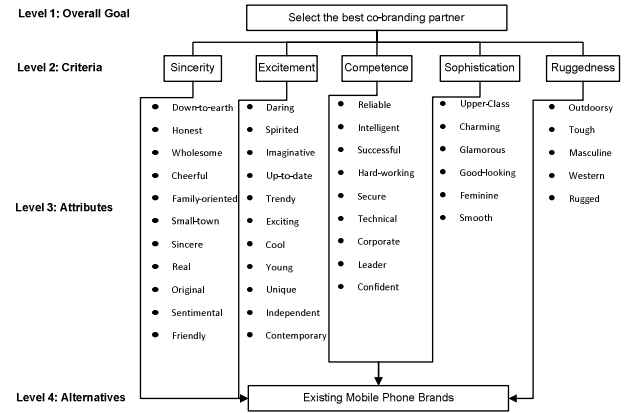 Level 1: Overall Goal
Select the best co-branding partner
Level 2: Criteria
Sincerity
Excitement
Competence
Sophistication
Ruggedness
Level 3: Attributes
Down-to-earth
Honest
Wholesome
Cheerful
Family-oriented
Small-town
Sincere
Real
Original
Sentimental
Friendly
Daring
Spirited
Imaginative
Up-to-date
Trendy
Exciting
Cool
Young
Unique
Independent
Contemporary
Reliable
Intelligent
Successful
Hard-working
Secure
Technical
Corporate
Leader
Confident
Upper-Class
Charming
Glamorous
Good-looking
Feminine
Smooth
Outdoorsy
Tough
Masculine
Western
Rugged
Level 4: Alternatives
Existing Mobile Phone Brands